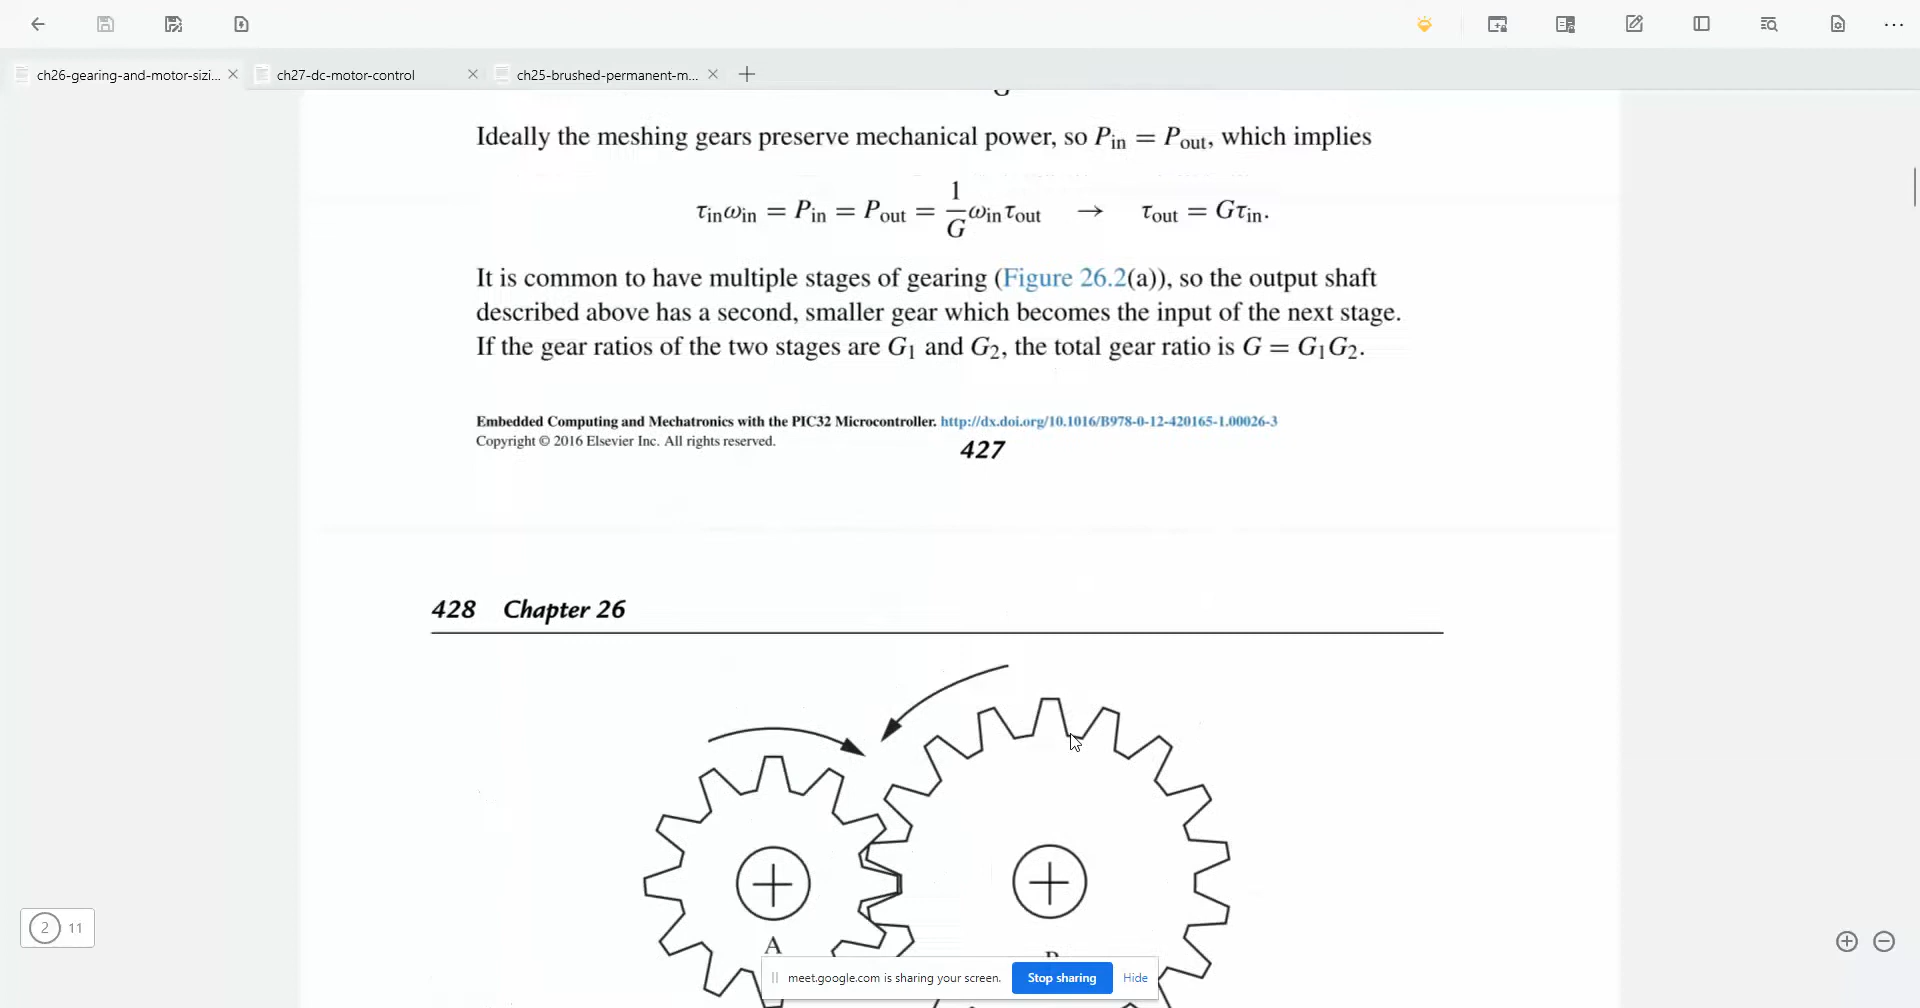 ch26-gearing-and-motor-sizi...
ch27-dc-motor-control
ch25-brushed-permanent-m...
Ideally the meshing gears preserve mechanical power, so P_in = P_out, which implies
τ_in ω_in = P_in = P_out = 1/G ω_in τ_out → τ_out = Gτ_in.
It is common to have multiple stages of gearing (Figure 26.2(a)), so the output shaft
described above has a second, smaller gear which becomes the input of the next stage.
If the gear ratios of the two stages are G₁ and G₂, the total gear ratio is G = G₁G₂.
Embedded Computing and Mechatronics with the PIC32 Microcontroller. http://dx.doi.org/10.1016/B978-0-12-420165-1.00026-3
Copyright © 2016 Elsevier Inc. All rights reserved.
427
428 Chapter 26
A
2 11
meet.google.com is sharing your screen. Stop sharing Hide